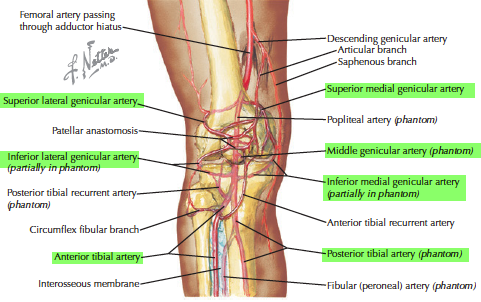 Femoral artery passing
through adductor hiatus
F. Netter
M.D.
Superior lateral genicular artery
Patellar anastomosis
Inferior lateral genicular artery
(partially in phantom)
Posterior tibial recurrent artery
(phantom)
Circumflex fibular branch
Anterior tibial artery
Interosseous membrane
Descending genicular artery
Articular branch
Saphenous branch
Superior medial genicular artery
Popliteal artery (phantom)
Middle genicular artery (phantom)
Inferior medial genicular artery
(partially in phantom)
Anterior tibial recurrent artery
Posterior tibial artery (phantom)
Fibular (peroneal) artery (phantom)